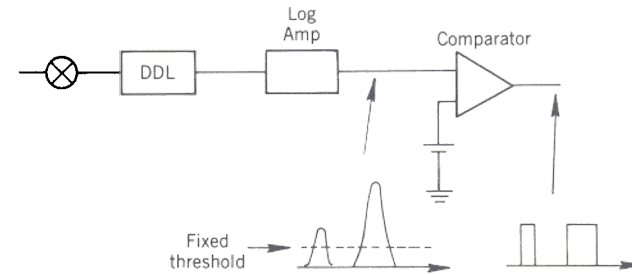 Log
Amp
Comparator
DDL
Fixed
threshold